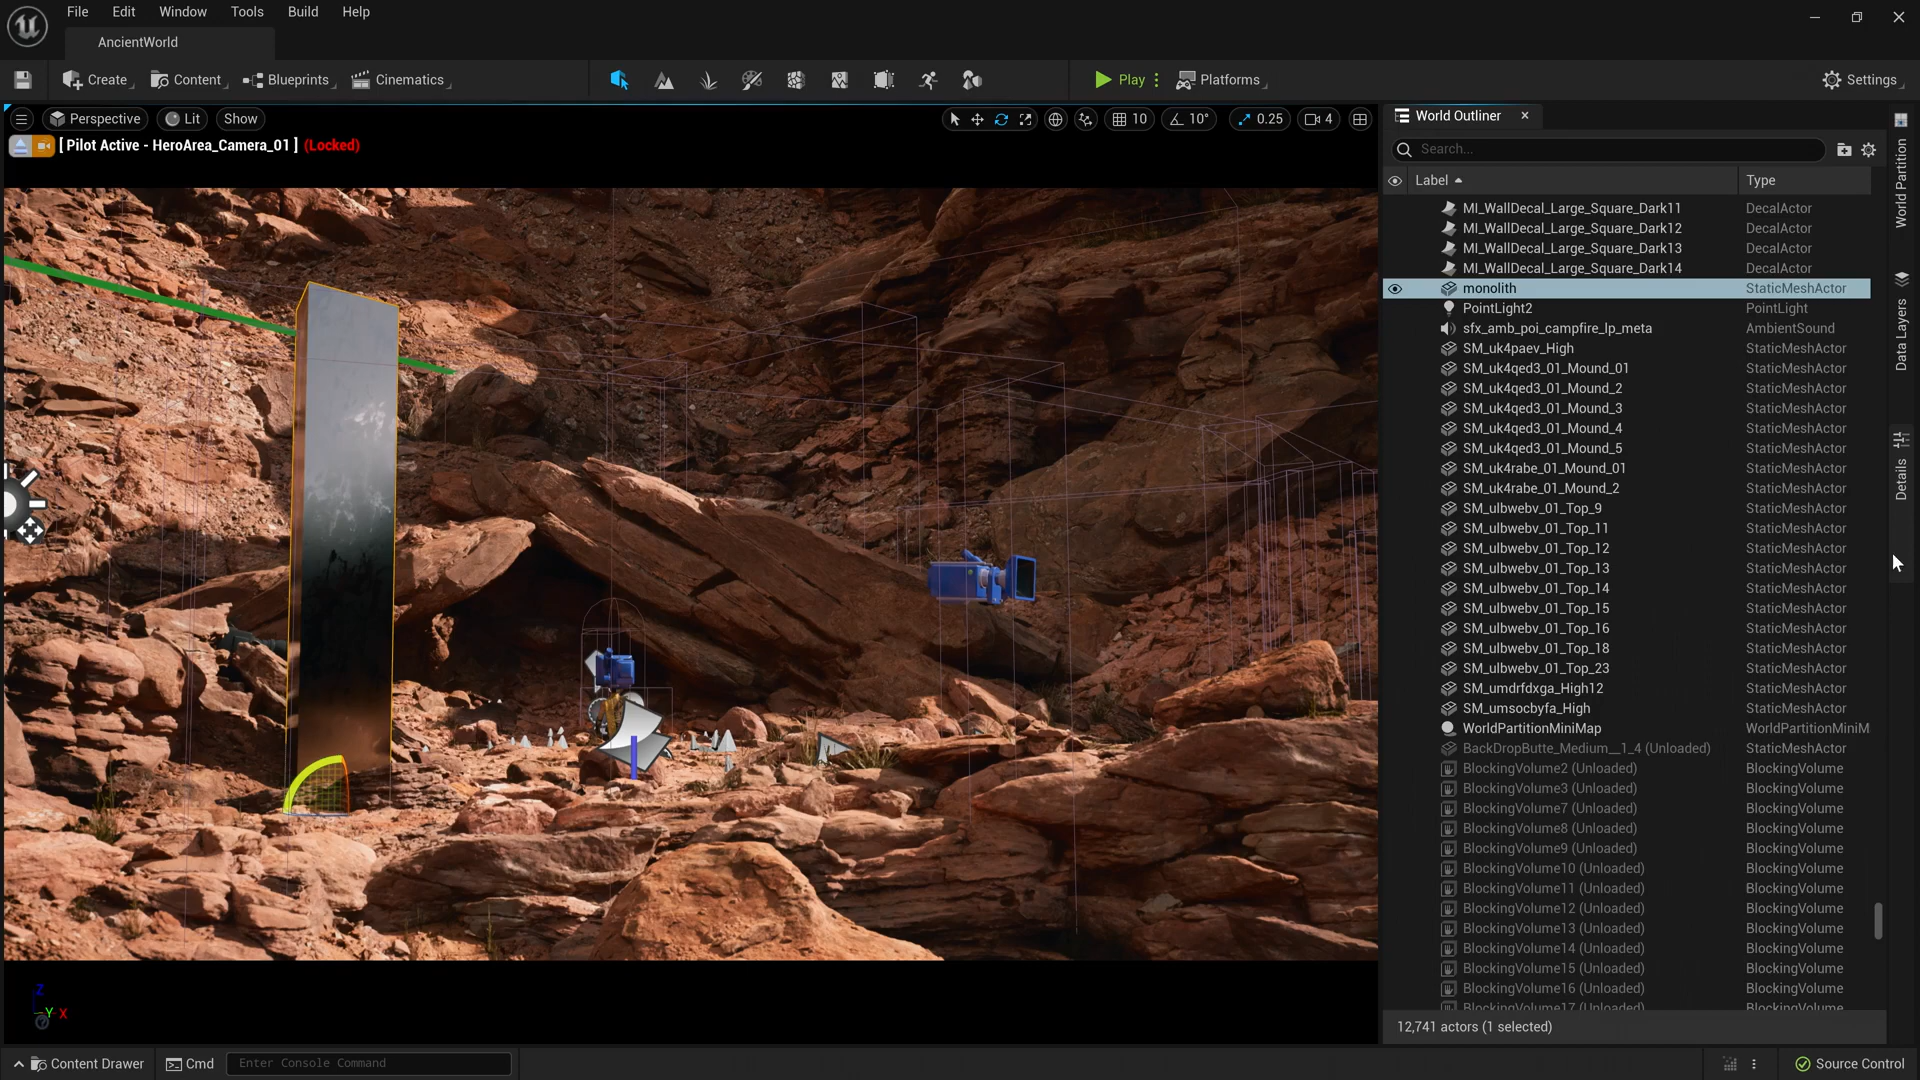 File Edit Window Tools Build Help
AncientWorld
Create Content Blueprints Cinematics Play Platforms Settings
Perspective Lit Show 10 10° 0.25 4
[ Pilot Active - HeroArea_Camera_01 ] (Locked)
World Outliner
Search...
Label Type
MI_WallDecal_Large_Square_Dark11 DecalActor
MI_WallDecal_Large_Square_Dark12 DecalActor
MI_WallDecal_Large_Square_Dark13 DecalActor
MI_WallDecal_Large_Square_Dark14 DecalActor
monolith StaticMeshActor
PointLight2 PointLight
sfx_amb_poi_campfire_lp_meta AmbientSound
SM_uk4paev_High StaticMeshActor
SM_uk4qed3_01_Mound_01 StaticMeshActor
SM_uk4qed3_01_Mound_2 StaticMeshActor
SM_uk4qed3_01_Mound_3 StaticMeshActor
SM_uk4qed3_01_Mound_4 StaticMeshActor
SM_uk4qed3_01_Mound_5 StaticMeshActor
SM_uk4rabe_01_Mound_01 StaticMeshActor
SM_uk4rabe_01_Mound_2 StaticMeshActor
SM_ulbwebv_01_Top_9 StaticMeshActor
SM_ulbwebv_01_Top_11 StaticMeshActor
SM_ulbwebv_01_Top_12 StaticMeshActor
SM_ulbwebv_01_Top_13 StaticMeshActor
SM_ulbwebv_01_Top_14 StaticMeshActor
SM_ulbwebv_01_Top_15 StaticMeshActor
SM_ulbwebv_01_Top_16 StaticMeshActor
SM_ulbwebv_01_Top_18 StaticMeshActor
SM_ulbwebv_01_Top_23 StaticMeshActor
SM_umdrfdxga_High12 StaticMeshActor
SM_umsocbyfa_High StaticMeshActor
WorldPartitionMiniMap WorldPartitionMiniM
BackDropButte_Medium__1_4 (Unloaded) StaticMeshActor
BlockingVolume2 (Unloaded) BlockingVolume
BlockingVolume3 (Unloaded) BlockingVolume
BlockingVolume7 (Unloaded) BlockingVolume
BlockingVolume8 (Unloaded) BlockingVolume
BlockingVolume9 (Unloaded) BlockingVolume
BlockingVolume10 (Unloaded) BlockingVolume
BlockingVolume11 (Unloaded) BlockingVolume
BlockingVolume12 (Unloaded) BlockingVolume
BlockingVolume13 (Unloaded) BlockingVolume
BlockingVolume14 (Unloaded) BlockingVolume
BlockingVolume15 (Unloaded) BlockingVolume
BlockingVolume16 (Unloaded) BlockingVolume
BlockingVolume17 (Unloaded) BlockingVolume
12,741 actors (1 selected)
World Partition
Data Layers
Details
Z
Y X
Content Drawer Cmd Enter Console Command Source Control